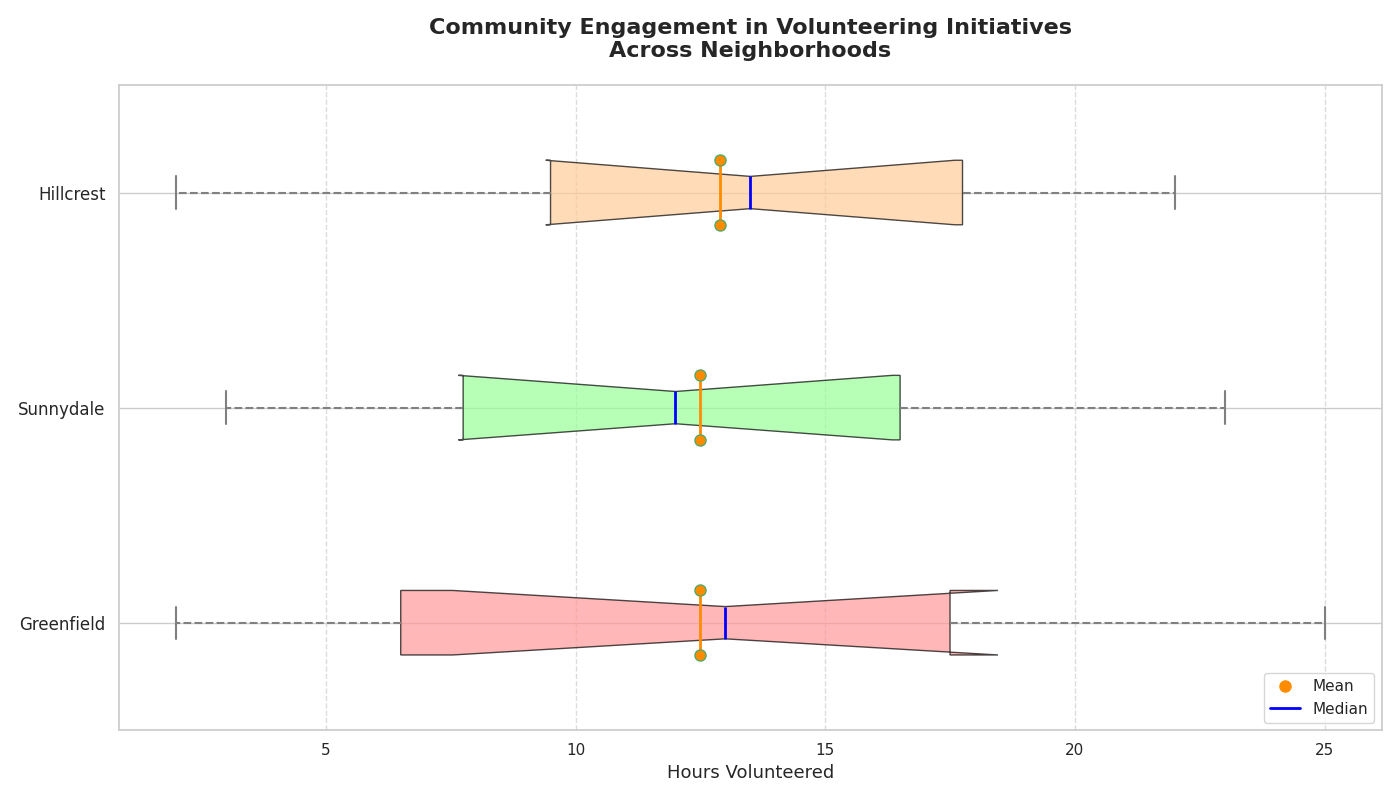 Community Engagement in Volunteering Initiatives
Across Neighborhoods
Hillcrest
Sunnydale
Greenfield
Mean
Median
5
10
15
20
25
Hours Volunteered